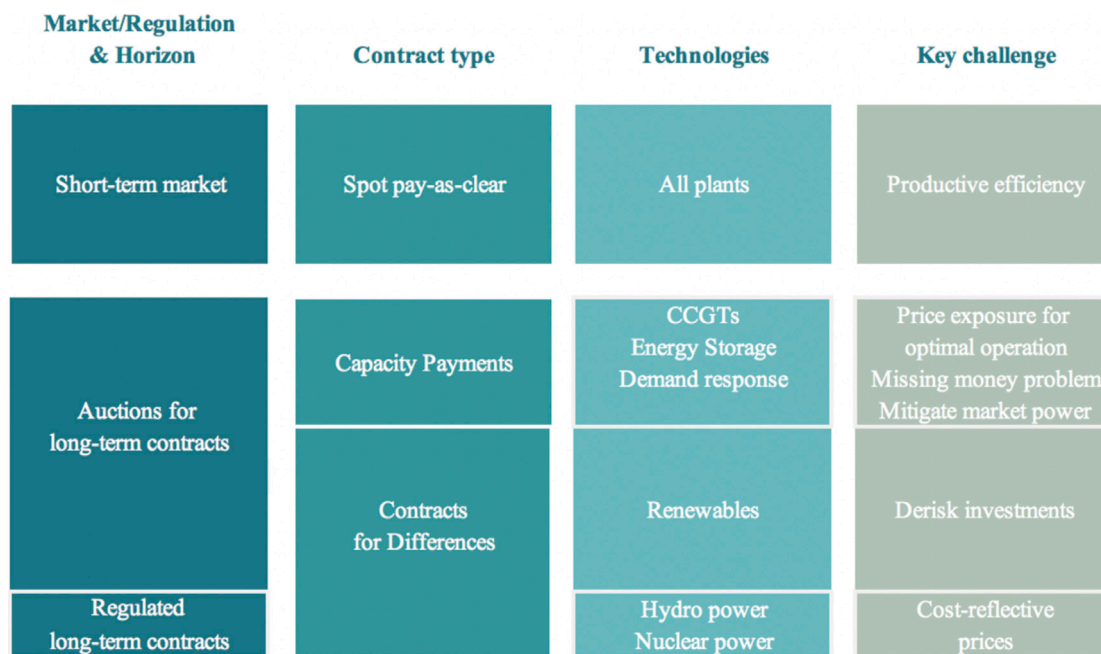 Market/Regulation
& Horizon
Contract type
Technologies
Key challenge
Short-term market
Spot pay-as-clear
All plants
Productive efficiency
Auctions for
long-term contracts
Capacity Payments
CCGTs
Energy Storage
Demand response
Price exposure for
optimal operation
Missing money problem
Mitigate market power
Contracts
for Differences
Renewables
Derisk investments
Regulated
long-term contracts
Hydro power
Nuclear power
Cost-reflective
prices